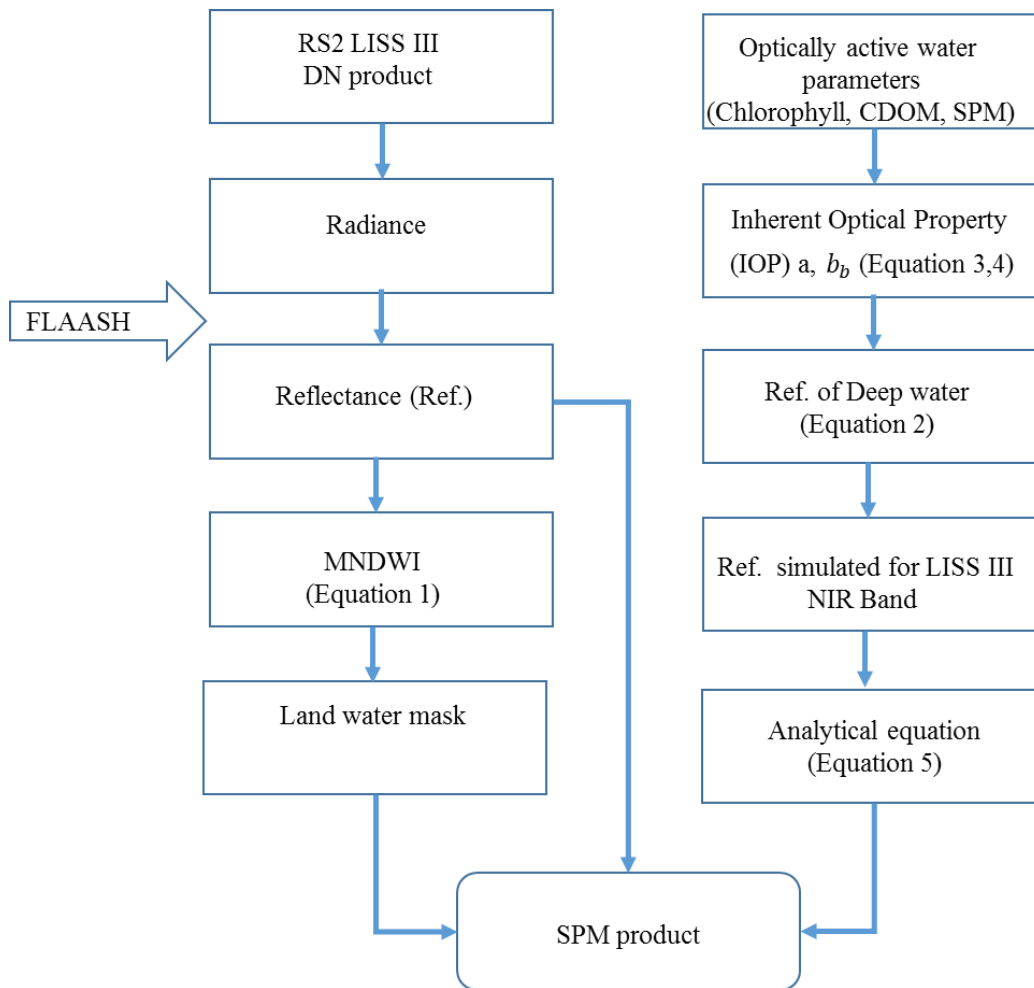 RS2 LISS III
DN product
Radiance
FLAASH
Reflectance (Ref.)
MNDWI
(Equation 1)
Land water mask
Optically active water
parameters
(Chlorophyll, CDOM, SPM)
Inherent Optical Property
(IOP) a, b_b (Equation 3,4)
Ref. of Deep water
(Equation 2)
Ref. simulated for LISS III
NIR Band
Analytical equation
(Equation 5)
SPM product